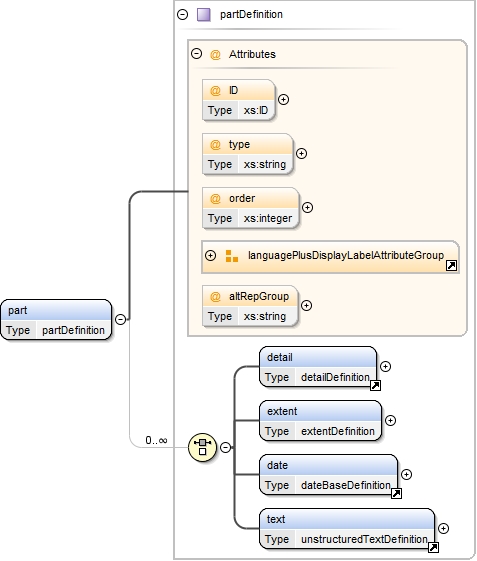 partDefinition
Attributes
@ ID
Type xs:ID
@ type
Type xs:string
@ order
Type xs:integer
languagePlusDisplayLabelAttributeGroup
@ altRepGroup
Type xs:string
part
Type partDefinition
0..∞
detail
Type detailDefinition
extent
Type extentDefinition
date
Type dateBaseDefinition
text
Type unstructuredTextDefinition